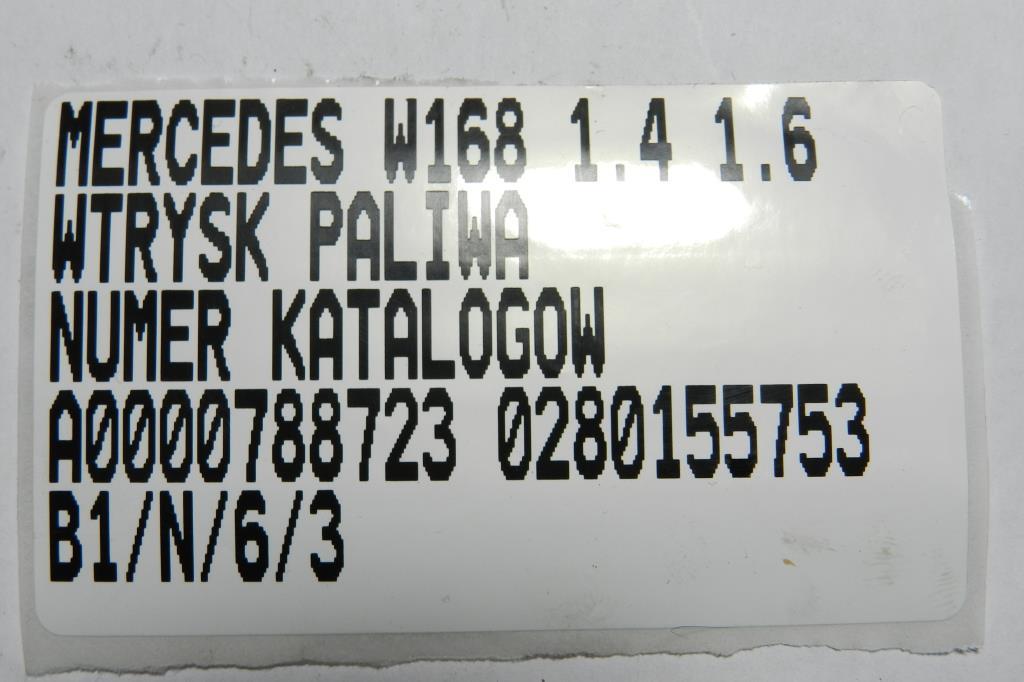 MERCEDES W168 1.4 1.6
WTRYSK PALIWA
NUMER KATALOGOW
A0000788723 0280155753
B1/N/6/3